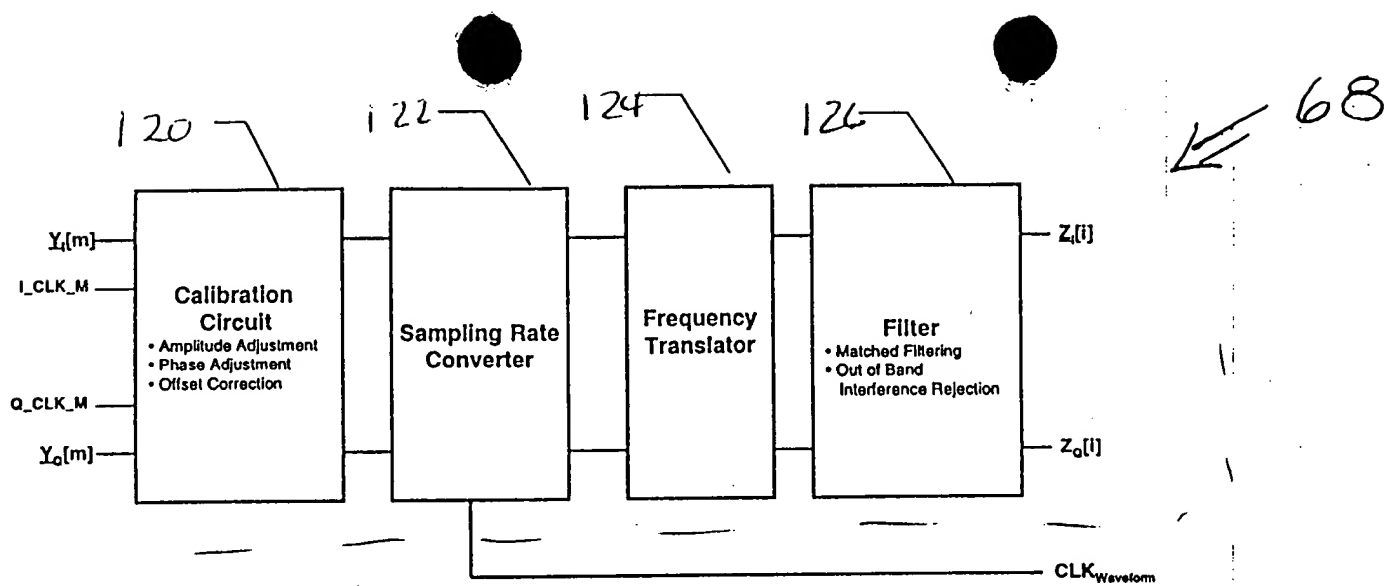 120
122
124
126
68
Y_I[m]
I_CLK_M
Q_CLK_M
Y_Q[m]
Calibration
Circuit
• Amplitude Adjustment
• Phase Adjustment
• Offset Correction
Sampling Rate
Converter
Frequency
Translator
Filter
• Matched Filtering
• Out of Band
Interference Rejection
Z_I[i]
Z_Q[i]
CLK_Waveform